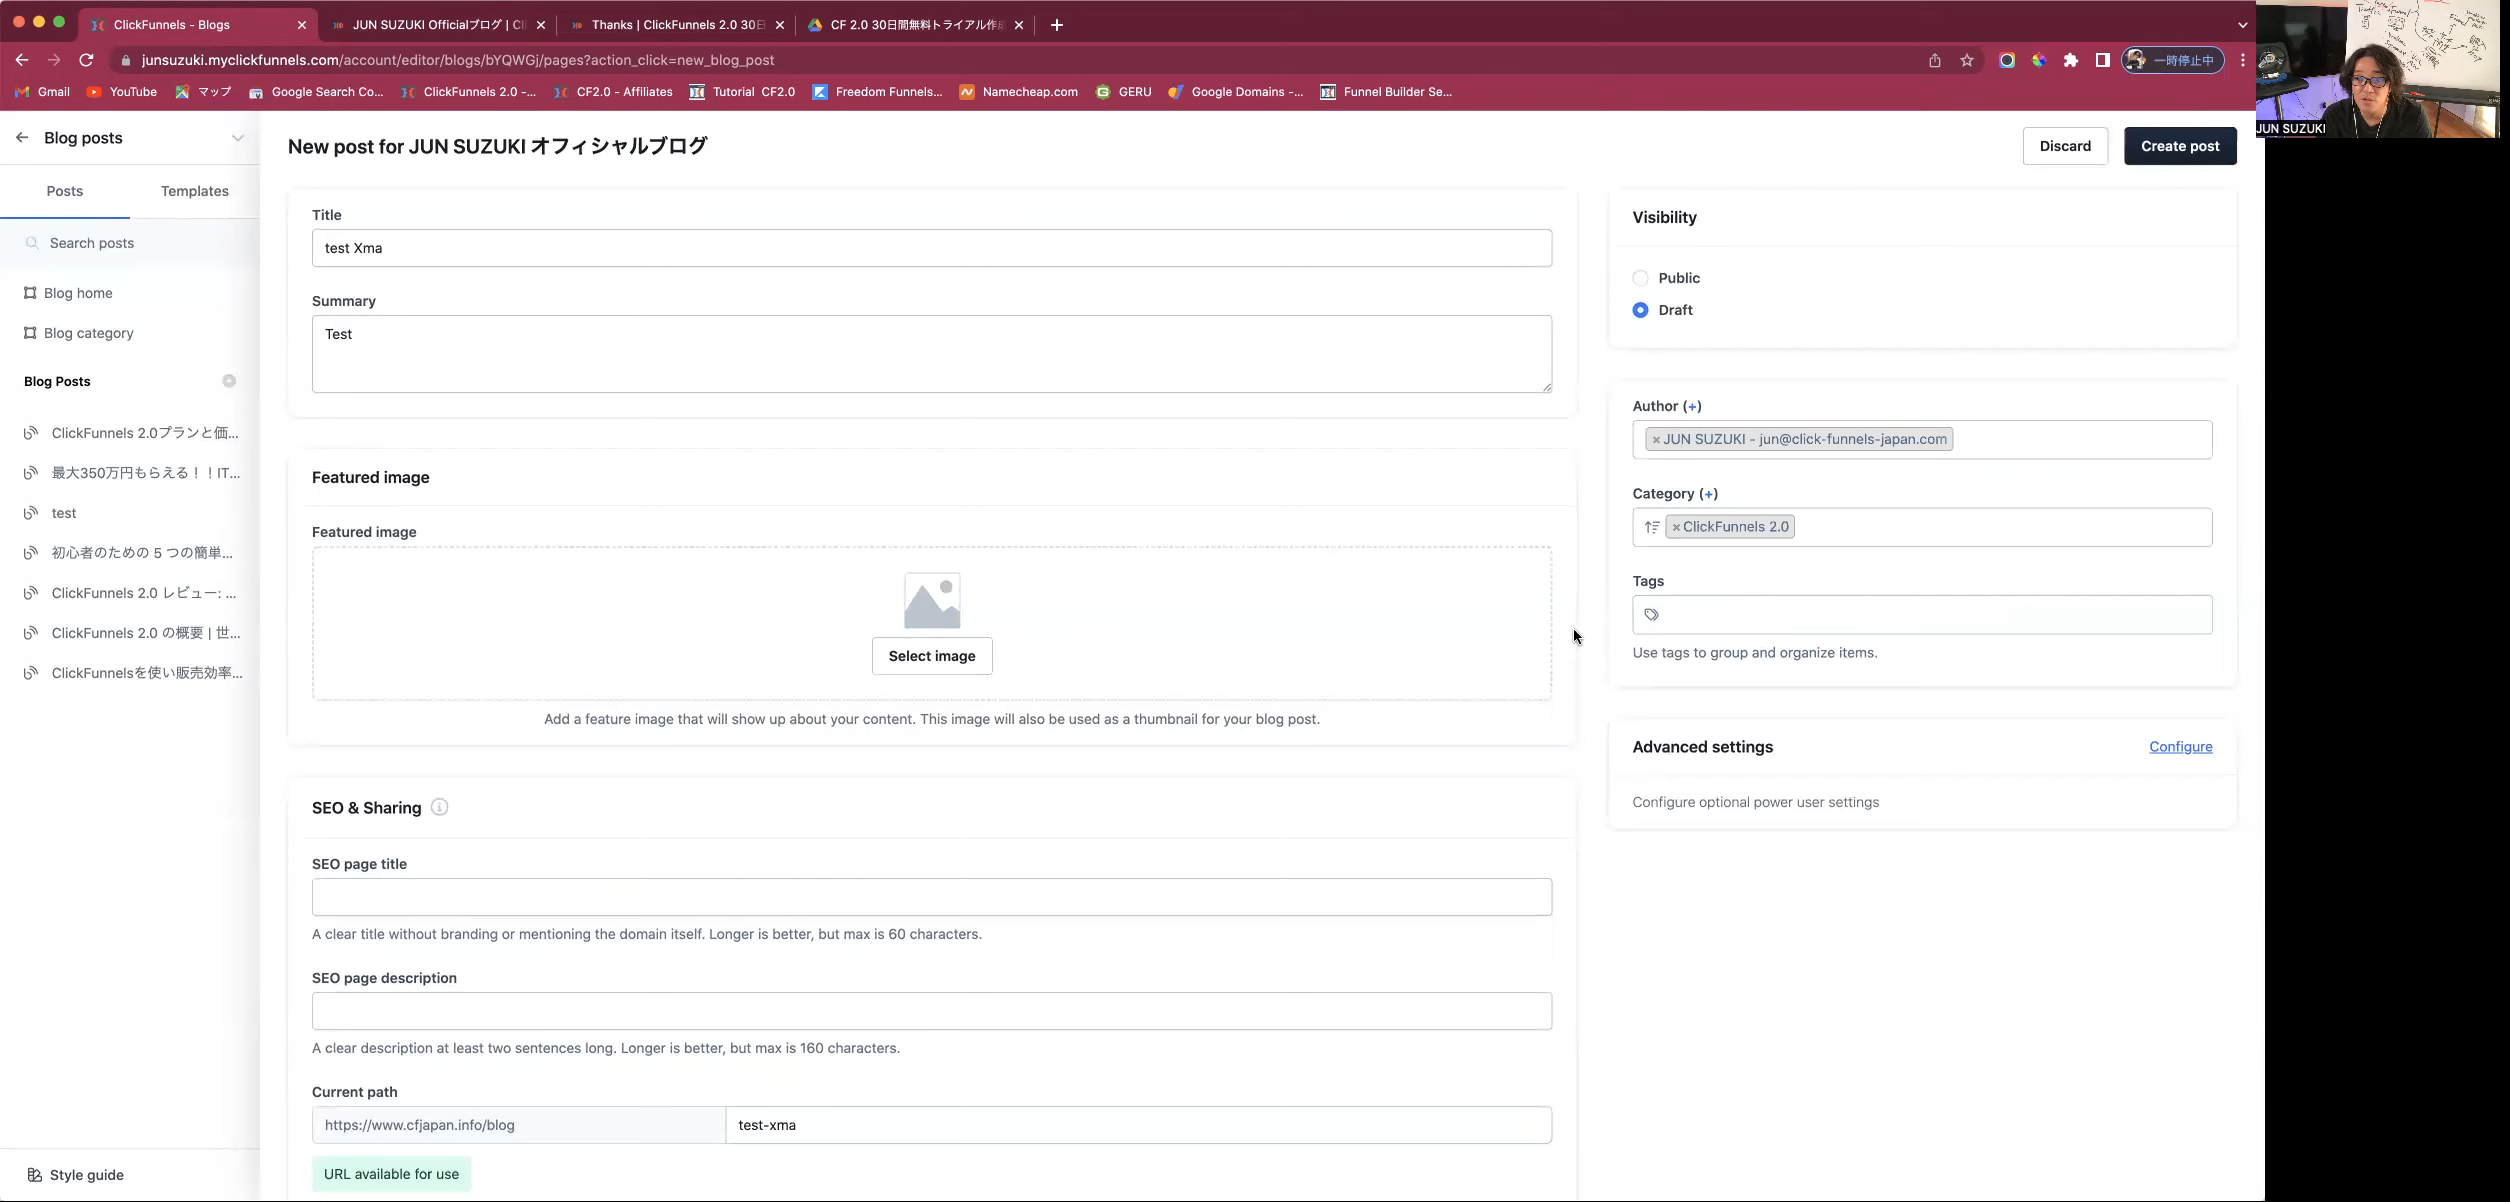 ClickFunnels - Blogs
JUN SUZUKI Officialブログ | Cl
Thanks | ClickFunnels 2.0 30日
CF 2.0 30日間無料トライアル作成
junsuzuki.myclickfunnels.com/account/editor/blogs/bYQWGj/pages?action_click=new_blog_post
一時停止中
Gmail
YouTube
マップ
Google Search Co...
ClickFunnels 2.0 -...
CF2.0 - Affiliates
Tutorial CF2.0
Freedom Funnels...
Namecheap.com
GERU
Google Domains -...
Funnel Builder Se...
JUN SUZUKI
Blog posts
Posts
Templates
Search posts
Blog home
Blog category
Blog Posts
ClickFunnels 2.0プランと価...
最大350万円もらえる！！IT...
test
初心者のための 5 つの簡単...
ClickFunnels 2.0 レビュー: ...
ClickFunnels 2.0 の概要 | 世...
ClickFunnelsを使い販売効率...
Style guide
New post for JUN SUZUKI オフィシャルブログ
Discard
Create post
Title
test Xma
Summary
Test
Featured image
Featured image
Select image
Add a feature image that will show up about your content. This image will also be used as a thumbnail for your blog post.
SEO & Sharing
SEO page title
A clear title without branding or mentioning the domain itself. Longer is better, but max is 60 characters.
SEO page description
A clear description at least two sentences long. Longer is better, but max is 160 characters.
Current path
https://www.cfjapan.info/blog
test-xma
URL available for use
Visibility
Public
Draft
Author (+)
× JUN SUZUKI - jun@click-funnels-japan.com
Category (+)
× ClickFunnels 2.0
Tags
Use tags to group and organize items.
Advanced settings
Configure
Configure optional power user settings